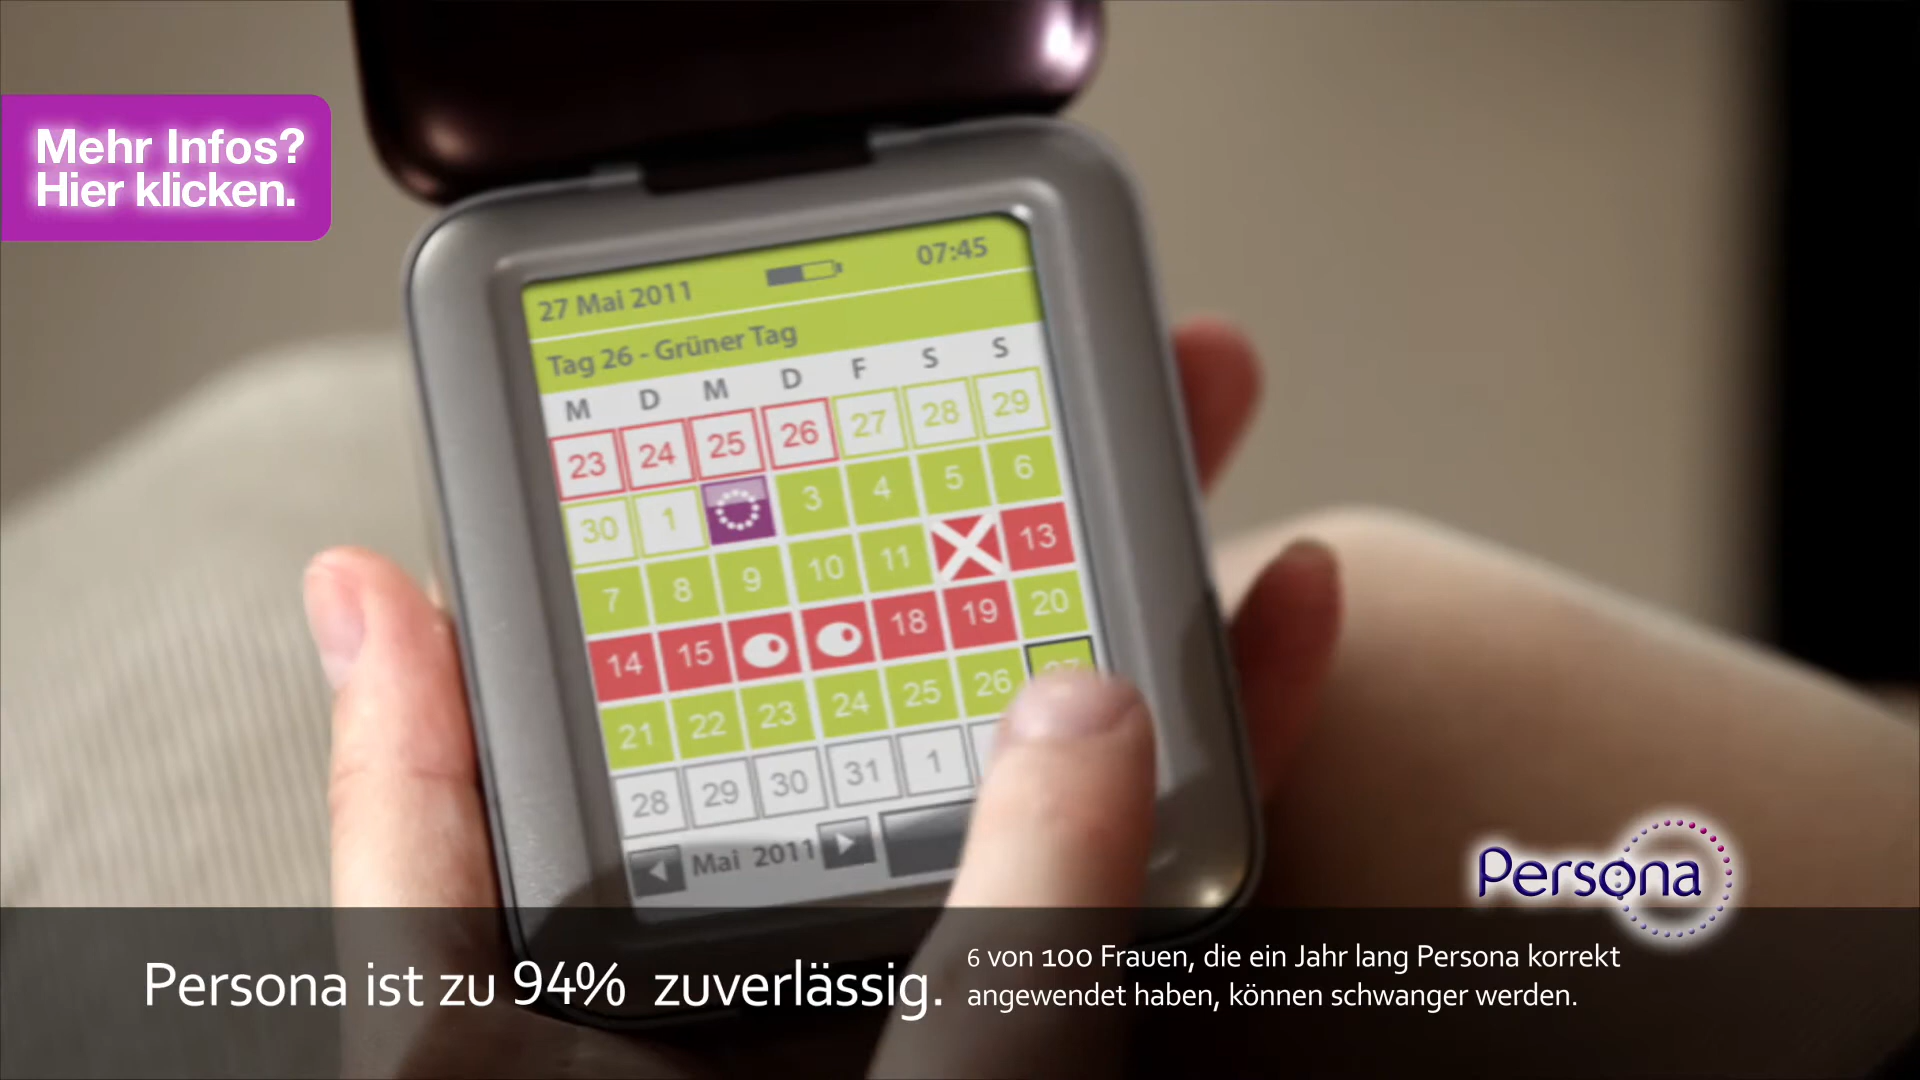 Mehr Infos?
Hier klicken.
27 Mai 2011 07:45
Tag 26 - Grüner Tag
M D M D F S S
23 24 25 26 27 28 29
30 1 3 4 5 6
7 8 9 10 11 13
14 15 18 19 20
21 22 23 24 25 26 27
28 29 30 31 1
Mai 2011
Persona
Persona ist zu 94% zuverlässig.
6 von 100 Frauen, die ein Jahr lang Persona korrekt
angewendet haben, können schwanger werden.